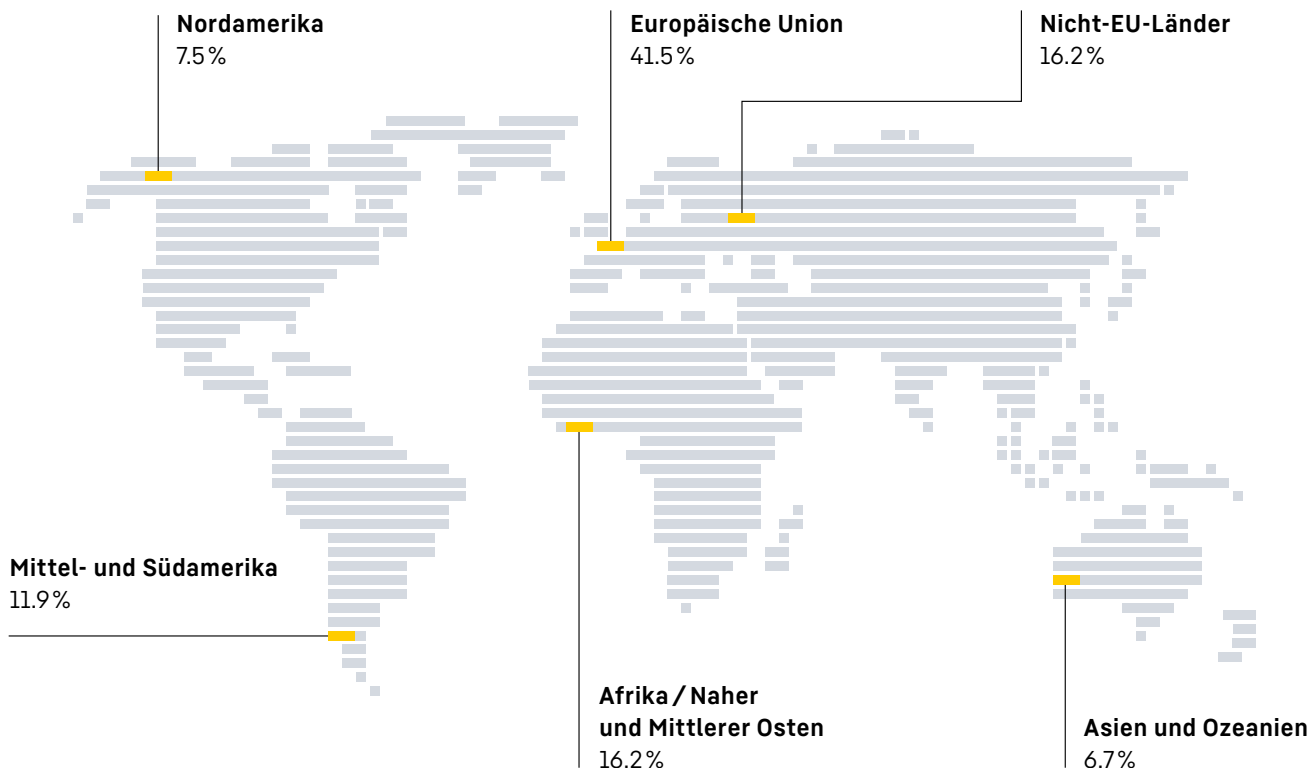 Nordamerika
7.5 %
Europäische Union
41.5 %
Nicht-EU-Länder
16.2 %
Mittel- und Südamerika
11.9 %
Afrika / Naher
und Mittlerer Osten
16.2 %
Asien und Ozeanien
6.7 %